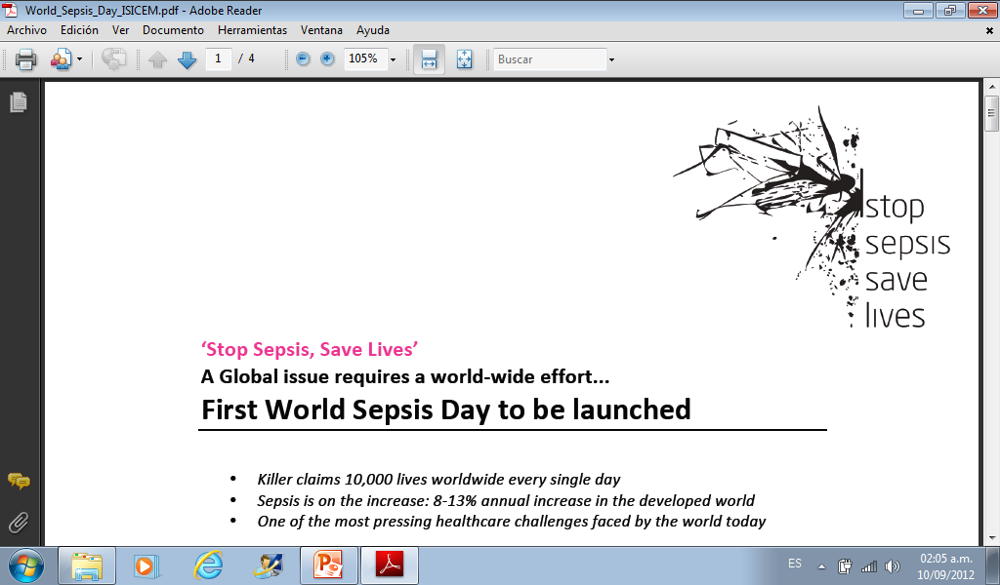 World_Sepsis_Day_ISICEM.pdf - Adobe Reader
Archivo Edición Ver Documento Herramientas Ventana Ayuda
1 / 4 105% Buscar
stop
sepsis
save
lives
‘Stop Sepsis, Save Lives’
A Global issue requires a world-wide effort...
First World Sepsis Day to be launched
• Killer claims 10,000 lives worldwide every single day
• Sepsis is on the increase: 8-13% annual increase in the developed world
• One of the most pressing healthcare challenges faced by the world today
ES
02:05 a.m.
10/09/2012